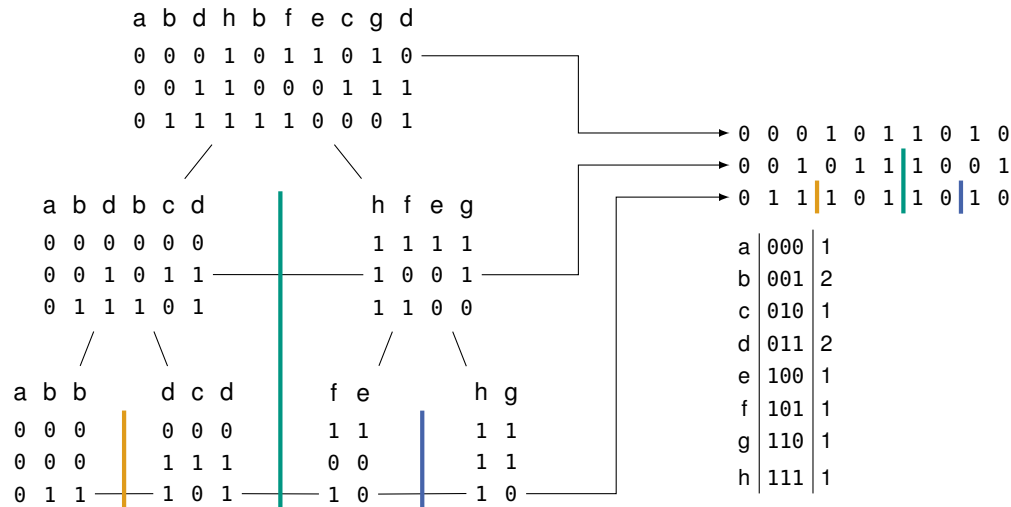 a b d h b f e c g d
0 0 0 1 0 1 1 0 1 0
0 0 1 1 0 0 0 1 1 1
0 1 1 1 1 1 0 0 0 1
0 0 0 1 0 1 1 0 1 0
0 0 1 0 1 1 1 0 0 1
0 1 1 1 0 1 1 0 1 0
a b d b c d
0 0 0 0 0 0
0 0 1 0 1 1
0 1 1 1 0 1
h f e g
1 1 1 1
1 0 0 1
1 1 0 0
a b b
0 0 0
0 0 0
0 1 1
d c d
0 0 0
1 1 1
1 0 1
f e
1 1
0 0
1 0
h g
1 1
1 1
1 0
a 000 1
b 001 2
c 010 1
d 011 2
e 100 1
f 101 1
g 110 1
h 111 1